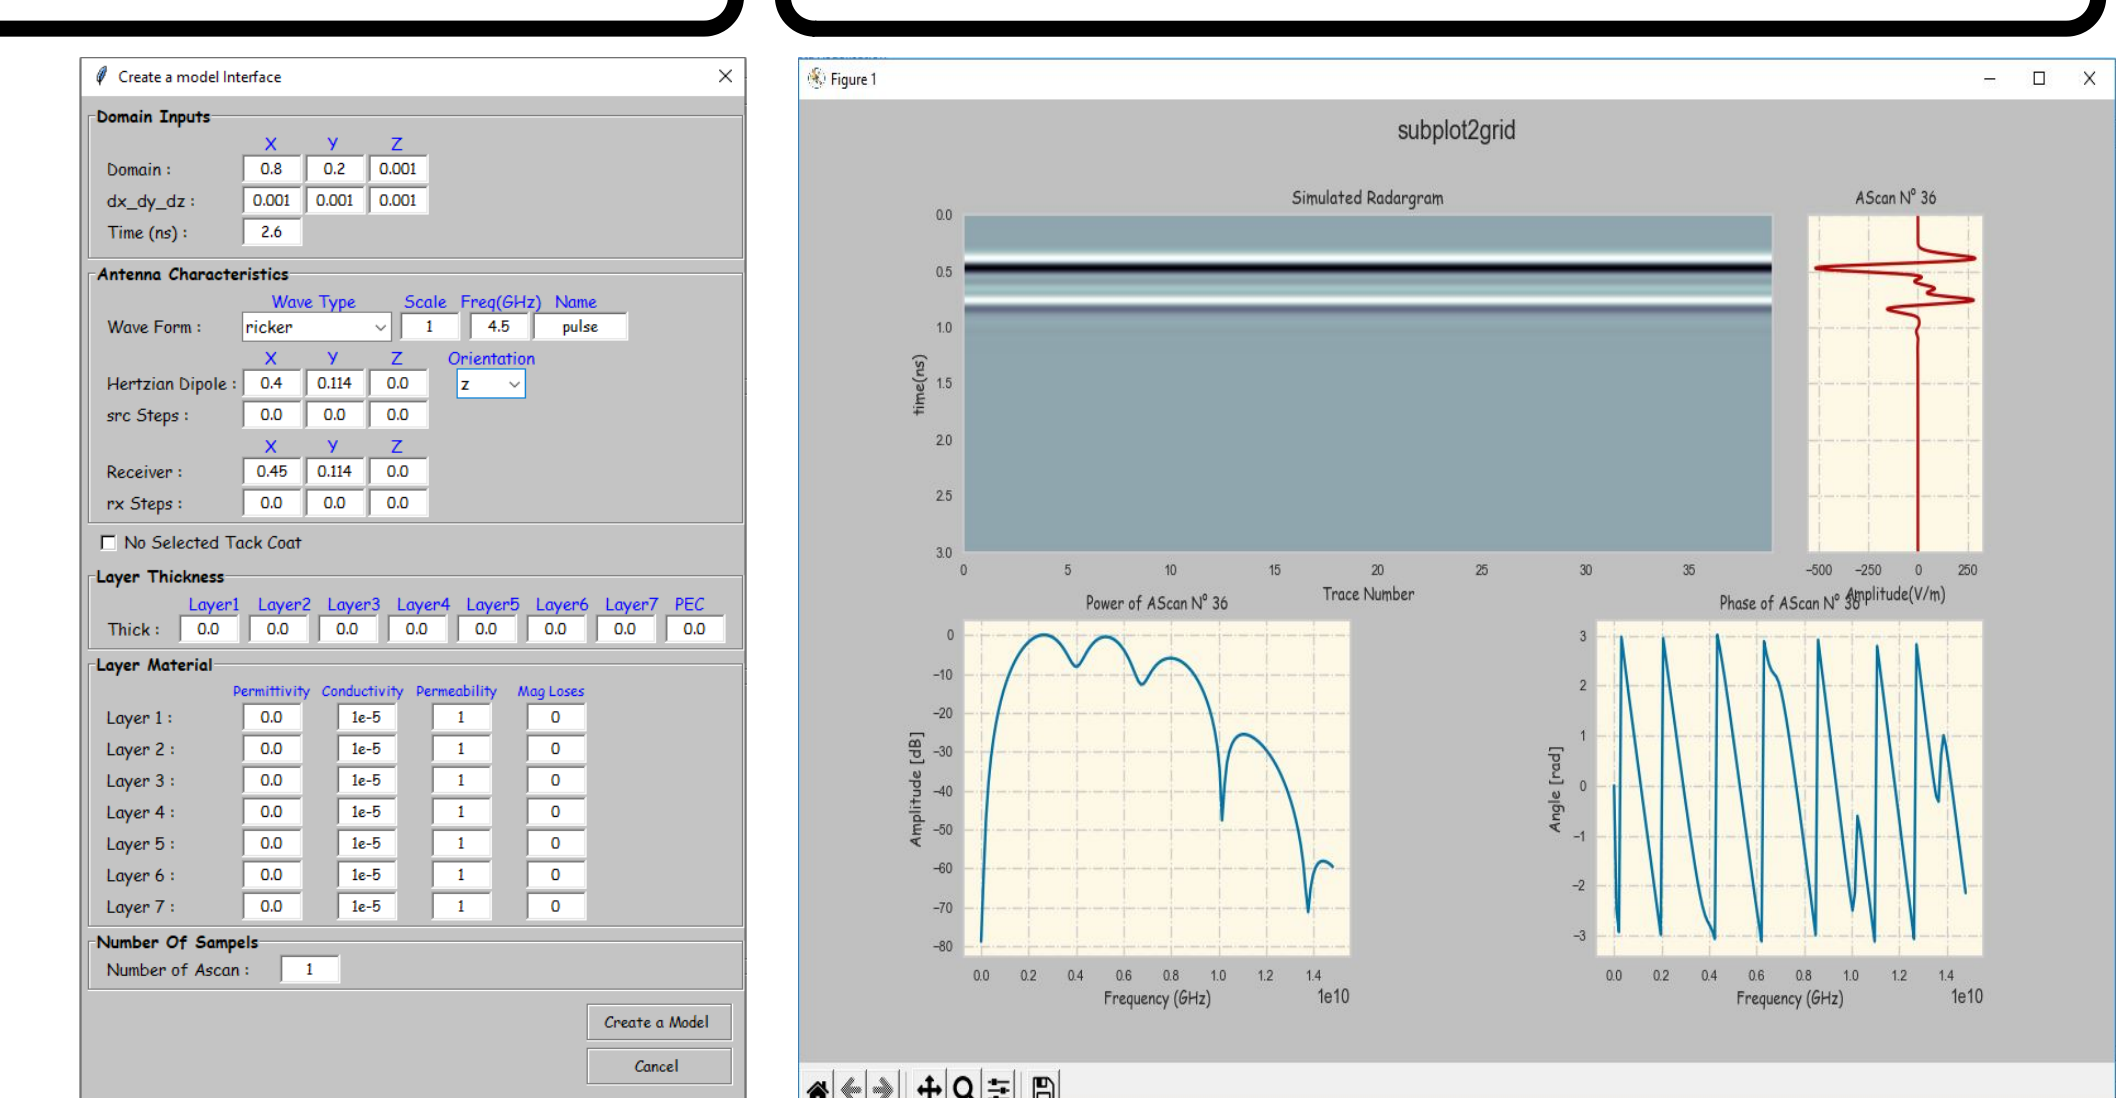 Create a model Interface
Domain Inputs
X Y Z
Domain : 0.8 0.2 0.001
dx_dy_dz : 0.001 0.001 0.001
Time (ns) : 2.6
Antenna Characteristics
Wave Type Scale Freq(GHz) Name
Wave Form : ricker 1 4.5 pulse
X Y Z Orientation
Hertzian Dipole : 0.4 0.114 0.0 z
src Steps : 0.0 0.0 0.0
X Y Z
Receiver : 0.45 0.114 0.0
rx Steps : 0.0 0.0 0.0
No Selected Tack Coat
Layer Thickness
Layer1 Layer2 Layer3 Layer4 Layer5 Layer6 Layer7 PEC
Thick : 0.0 0.0 0.0 0.0 0.0 0.0 0.0 0.0
Layer Material
Permittivity Conductivity Permeability Mag Loses
Layer 1 : 0.0 1e-5 1 0
Layer 2 : 0.0 1e-5 1 0
Layer 3 : 0.0 1e-5 1 0
Layer 4 : 0.0 1e-5 1 0
Layer 5 : 0.0 1e-5 1 0
Layer 6 : 0.0 1e-5 1 0
Layer 7 : 0.0 1e-5 1 0
Number Of Sampels
Number of Ascan : 1
Create a Model
Cancel
Figure 1
subplot2grid
Simulated Radargram
0.0
0.5
1.0
1.5
2.0
2.5
3.0
time(ns)
0 5 10 15 20 25 30 35
Trace Number
AScan N° 36
-500 -250 0 250
Amplitude(V/m)
Power of AScan N° 36
0
-10
-20
-30
-40
-50
-60
-70
-80
Amplitude [dB]
0.0 0.2 0.4 0.6 0.8 1.0 1.2 1.4
Frequency (GHz) 1e10
Phase of AScan N° 36
3
2
1
0
-1
-2
-3
Angle [rad]
0.0 0.2 0.4 0.6 0.8 1.0 1.2 1.4
Frequency (GHz) 1e10